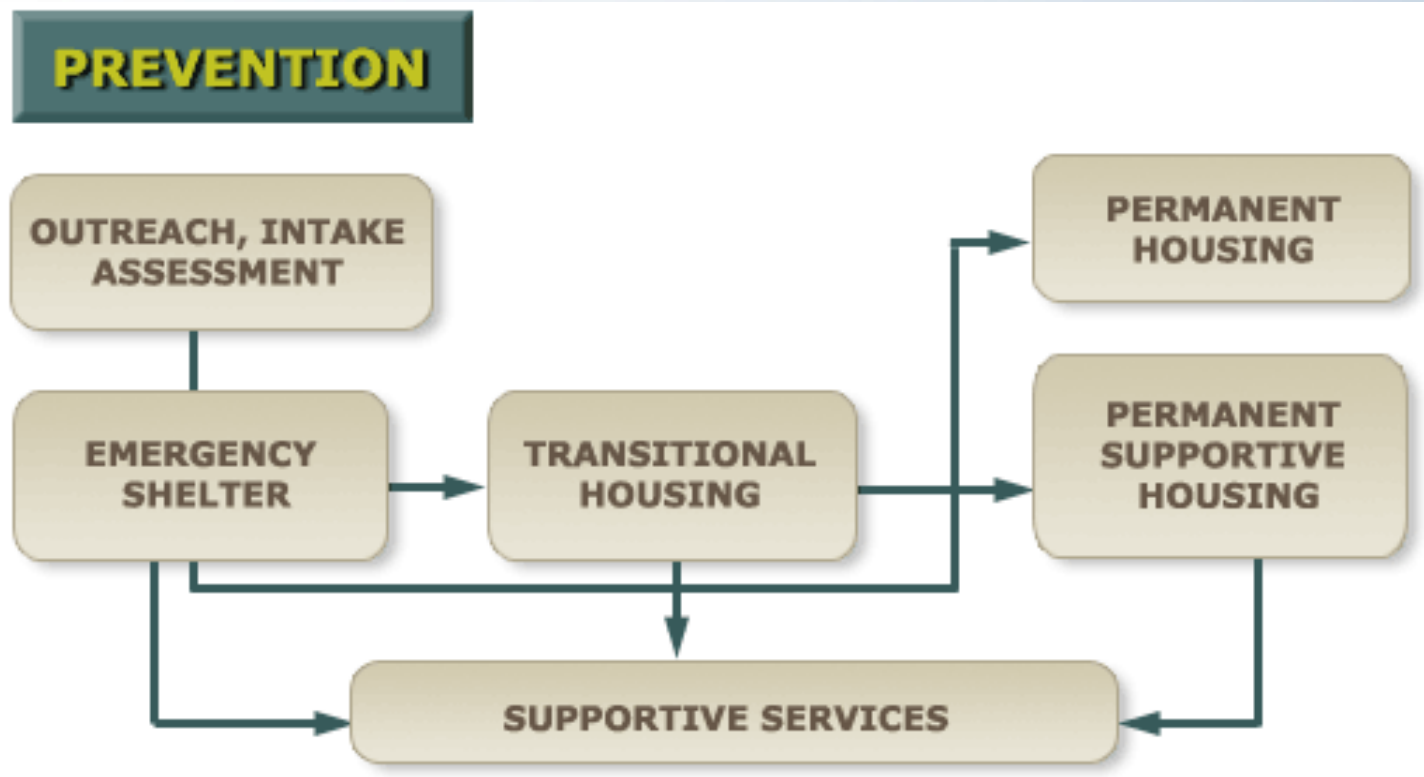 PREVENTION
OUTREACH, INTAKE
ASSESSMENT
PERMANENT
HOUSING
EMERGENCY
SHELTER
TRANSITIONAL
HOUSING
PERMANENT
SUPPORTIVE
HOUSING
SUPPORTIVE SERVICES